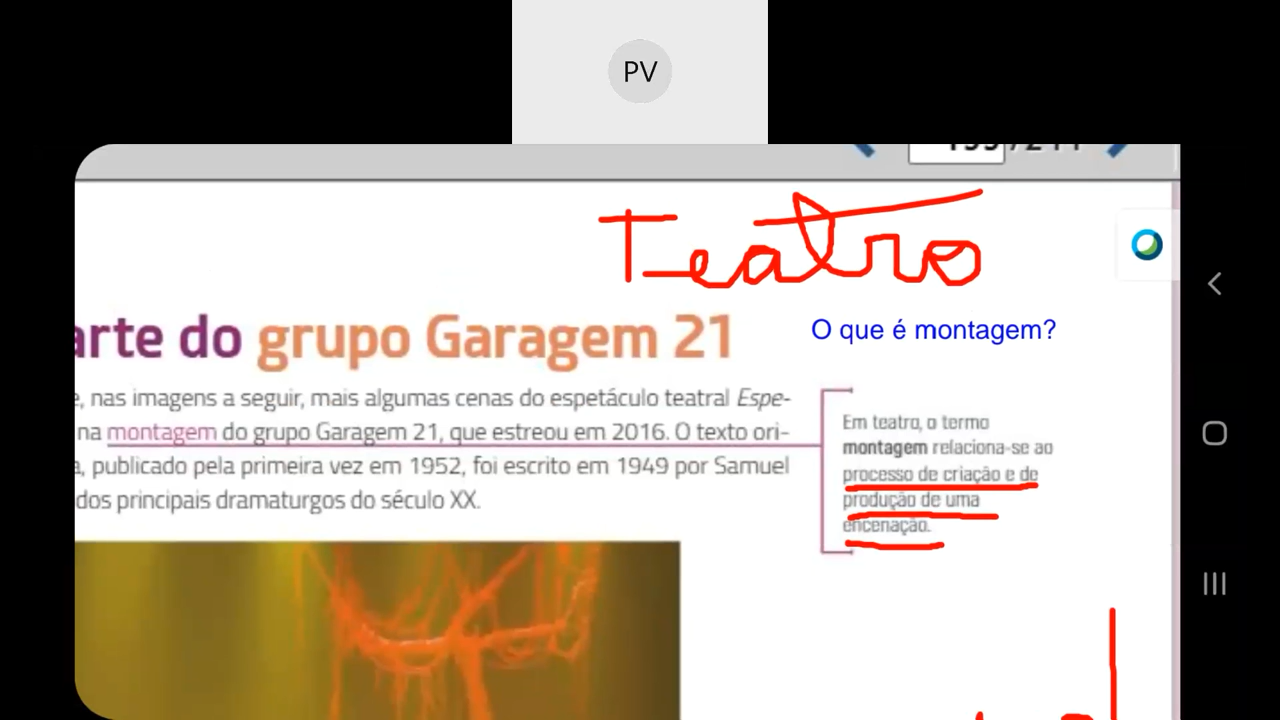 PV
Teatro
arte do grupo Garagem 21
O que é montagem?
, nas imagens a seguir, mais algumas cenas do espetáculo teatral Espe-
na montagem do grupo Garagem 21, que estreou em 2016. O texto ori-
, publicado pela primeira vez em 1952, foi escrito em 1949 por Samuel
dos principais dramaturgos do século XX.
Em teatro, o termo
montagem relaciona-se ao
processo de criação e de
produção de uma
encenação.